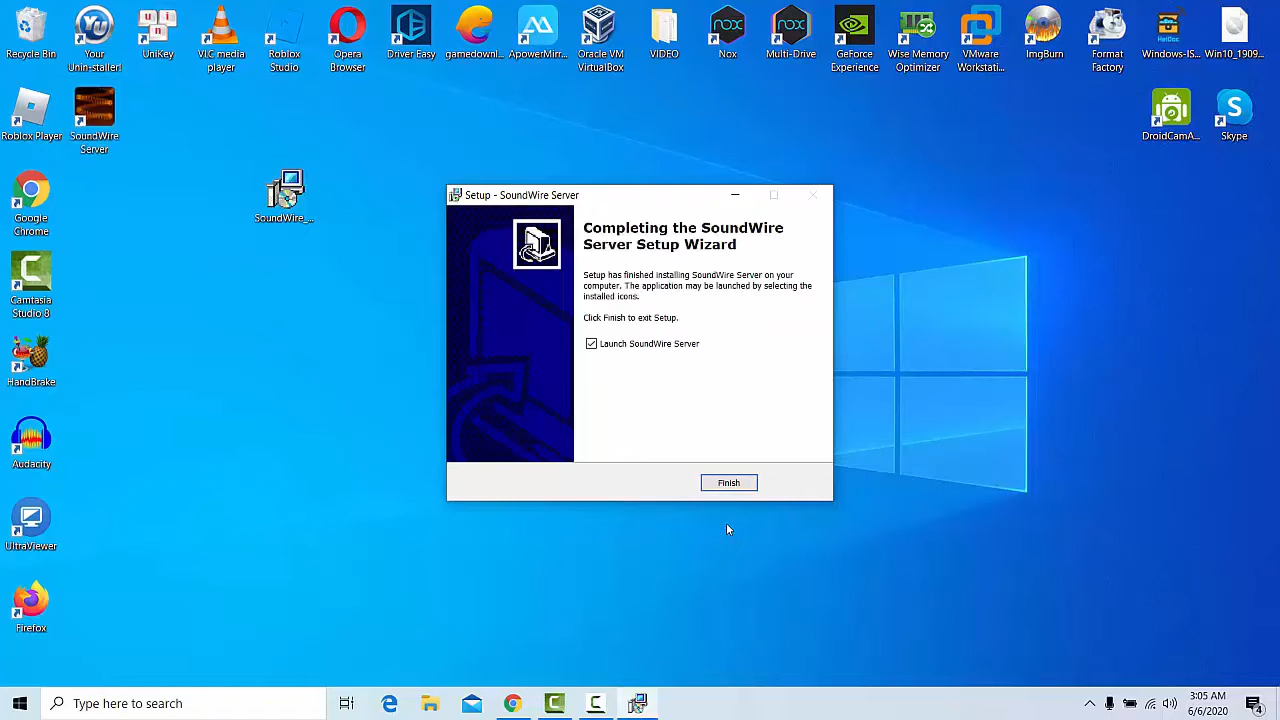 Recycle Bin
Your Unin-staller!
UniKey
VLC media player
Roblox Studio
Opera Browser
Driver Easy
gamedownl...
ApowerMirr...
Oracle VM VirtualBox
VIDEO
Nox
Multi-Drive
GeForce Experience
Wise Memory Optimizer
VMware Workstati...
ImgBurn
Format Factory
Windows-IS...
Win10_1909...
Roblox Player
SoundWire Server
DroidCamA...
Skype
Google Chrome
SoundWire_...
Camtasia Studio 8
HandBrake
Audacity
UltraViewer
Firefox
Setup - SoundWire Server
Completing the SoundWire
Server Setup Wizard
Setup has finished installing SoundWire Server on your
computer. The application may be launched by selecting the
installed icons.
Click Finish to exit Setup.
Launch SoundWire Server
Finish
Type here to search
3:05 AM
6/6/2020
4